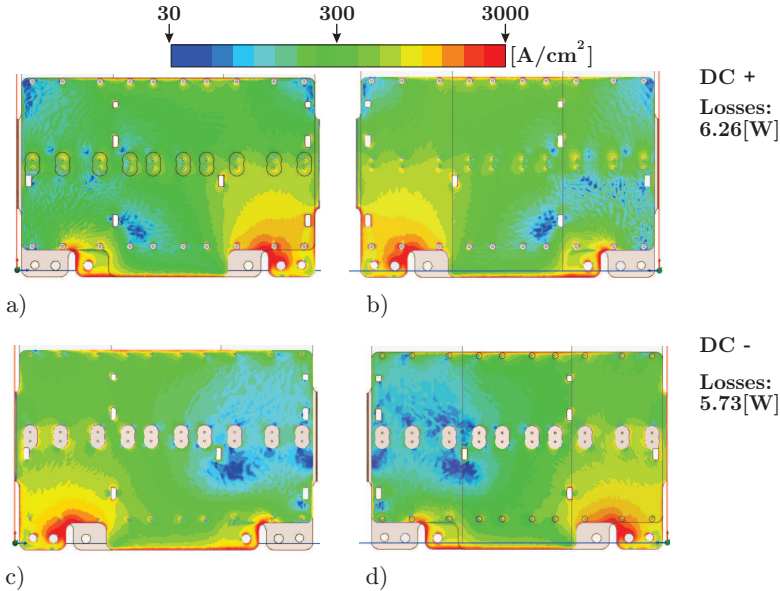 30 300 3000
[A/cm²]
DC +
Losses:
6.26[W]
a) b)
DC -
Losses:
5.73[W]
c) d)